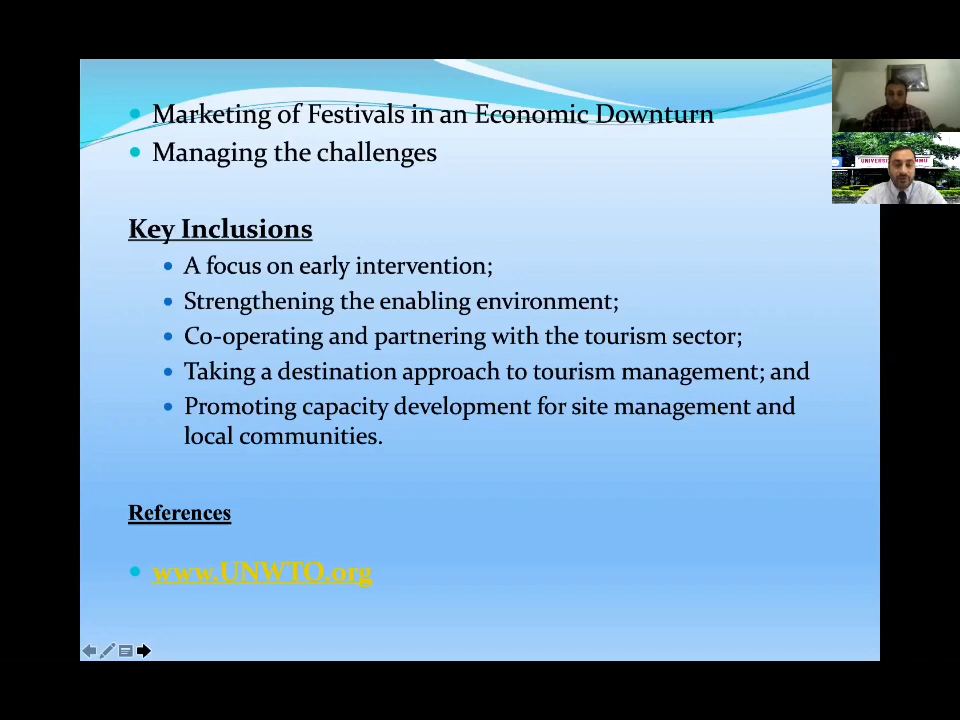 Marketing of Festivals in an Economic Downturn
Managing the challenges
Key Inclusions
A focus on early intervention;
Strengthening the enabling environment;
Co-operating and partnering with the tourism sector;
Taking a destination approach to tourism management; and
Promoting capacity development for site management and
local communities.
References
www.UNWTO.org